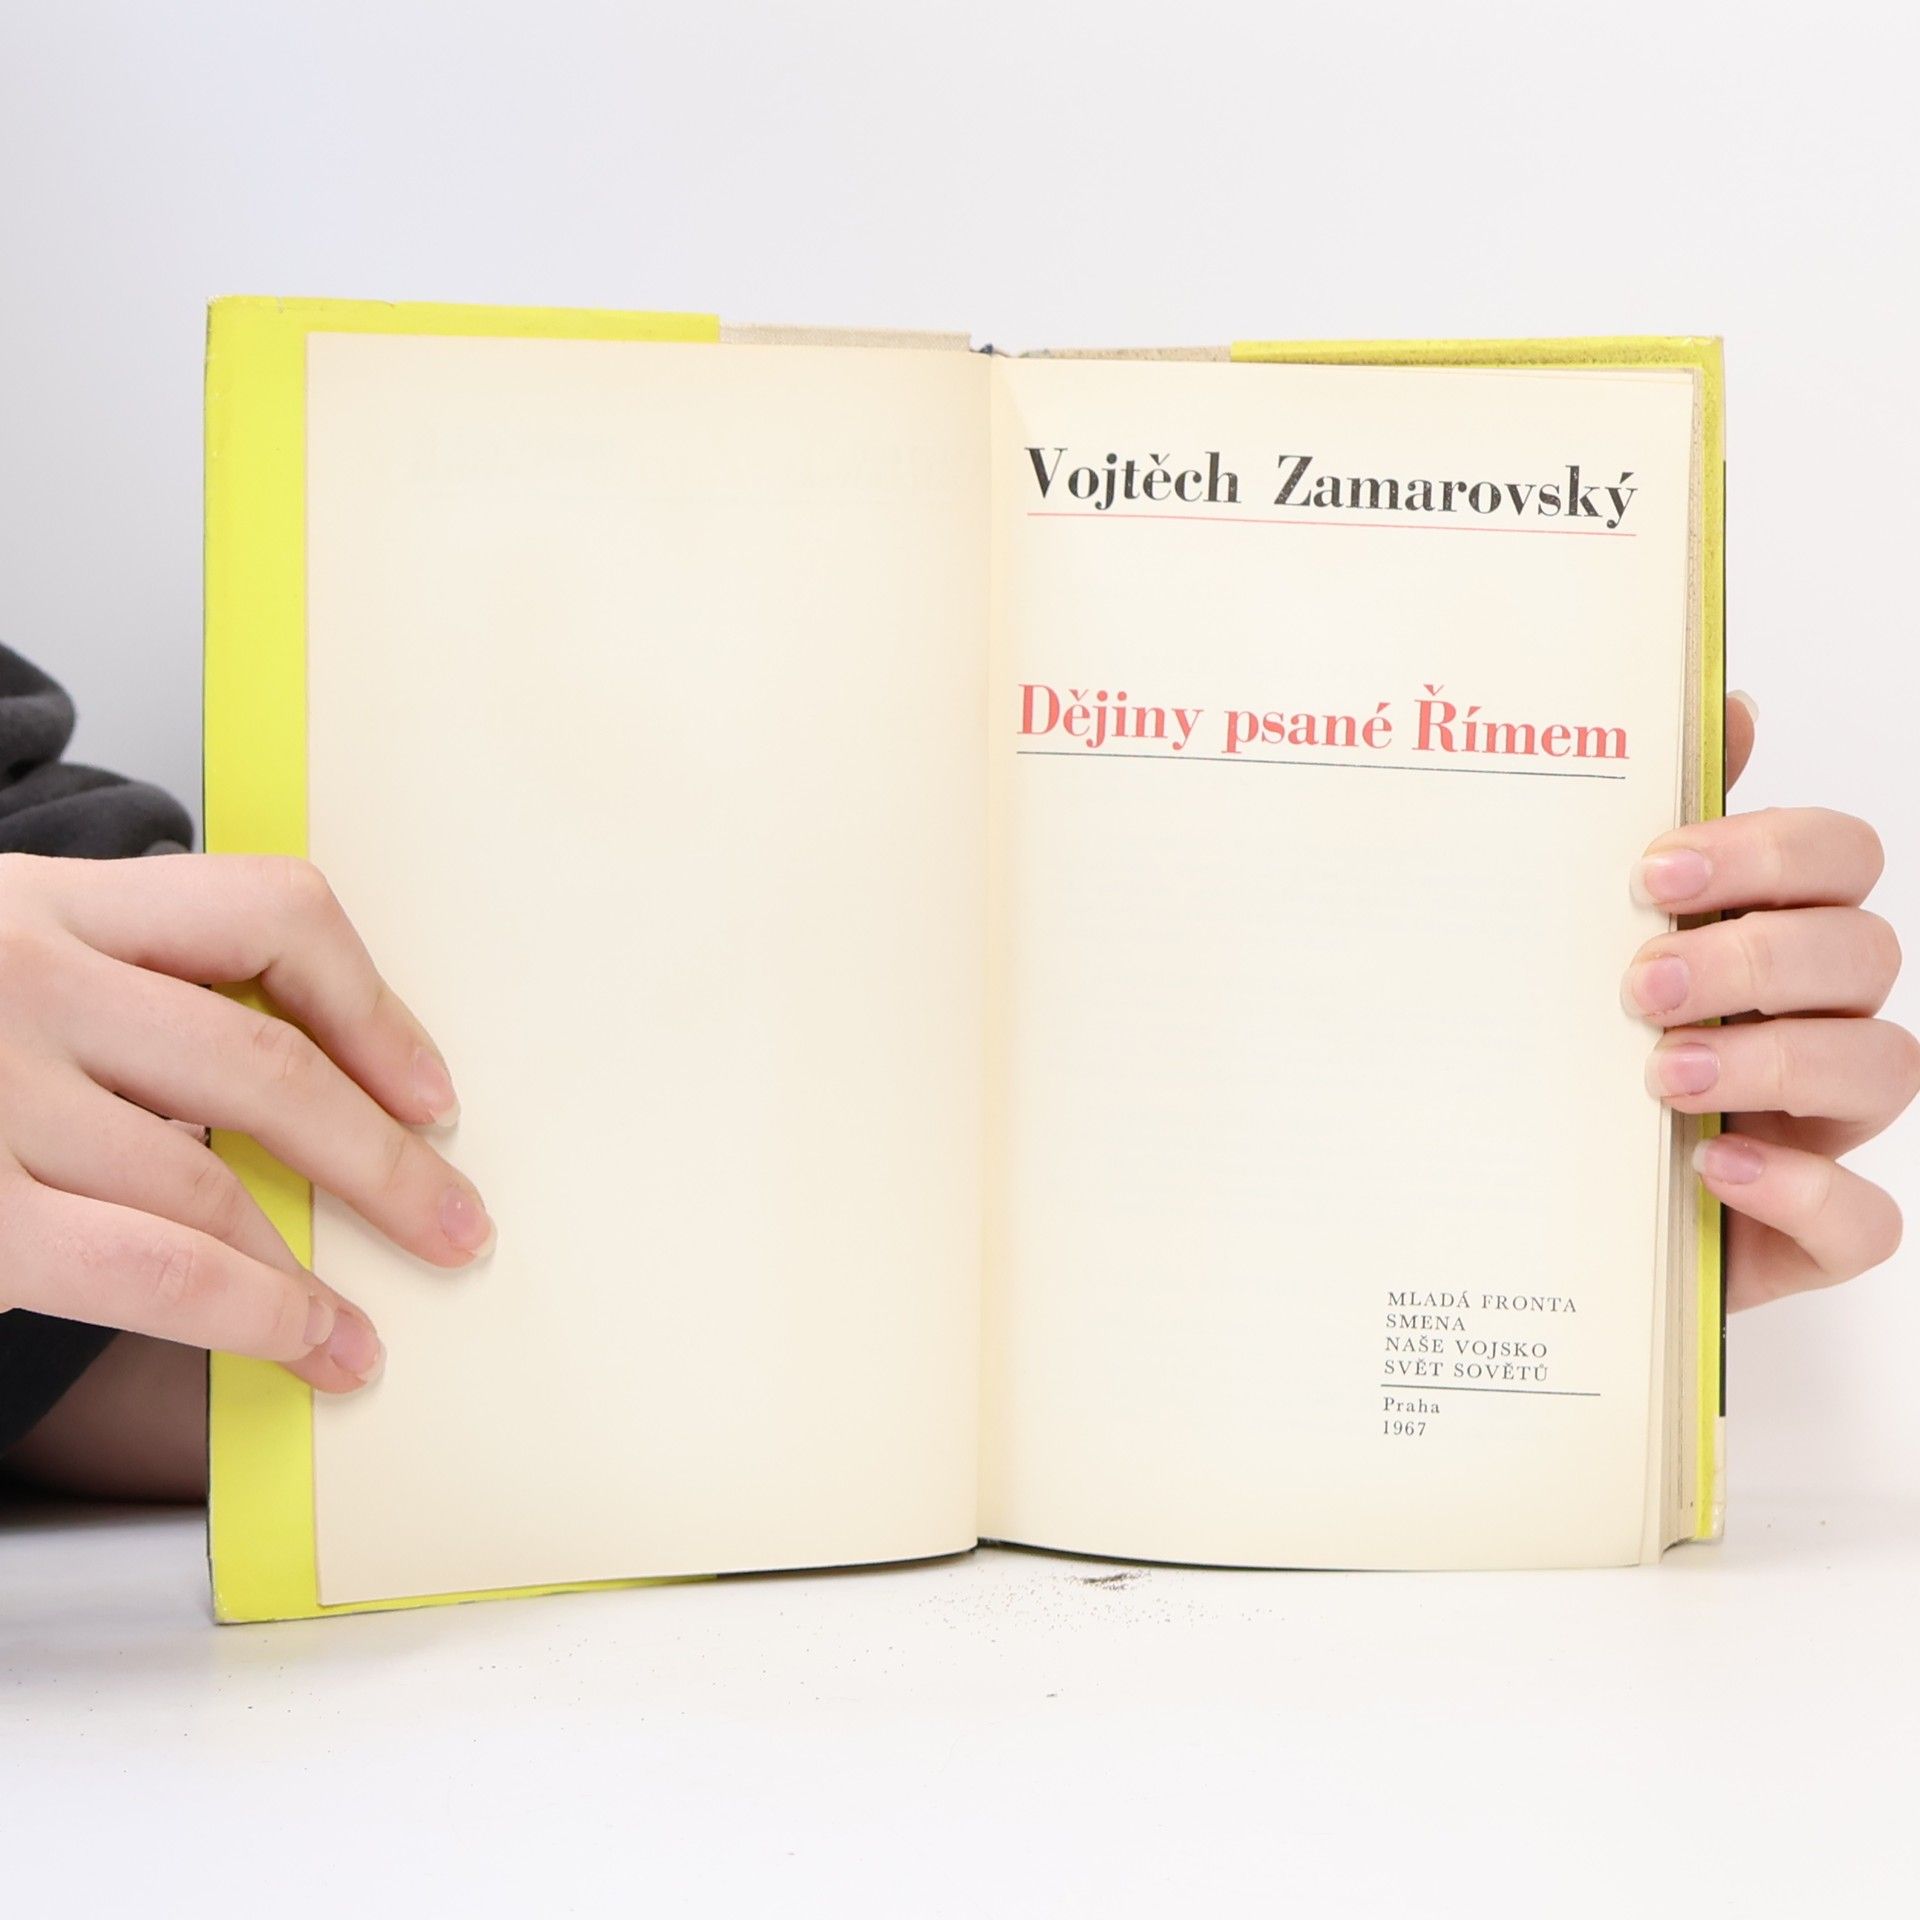 Vojtěch Zamarovský
Dějiny psané Římem
MLADÁ FRONTA
SMENA
NAŠE VOJSKO
SVĚT SOVĚTŮ
Praha
1967